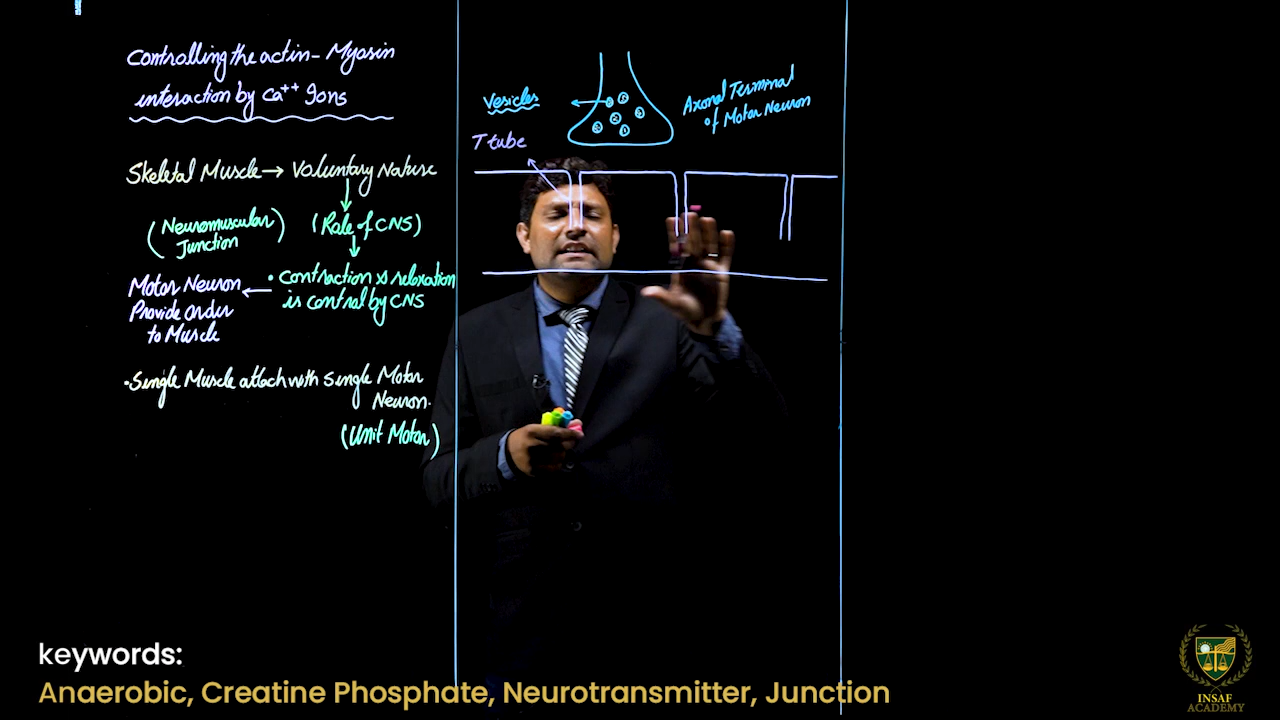 Controlling the actin- Myosin
interaction by Ca++ Ions
Skeletal Muscle → Voluntary Nature
(Neuromuscular Junction)
(Role of CNS)
• Contraction & relaxation
is control by CNS
Motor Neuron
Provide order
to Muscle
•Single Muscle attach with Single Motor
Neuron.
(Unit Motor)
Vesicles
Axonal Terminal
of Motor Neuron
T tube
keywords:
Anaerobic, Creatine Phosphate, Neurotransmitter, Junction
INSAF
ACADEMY